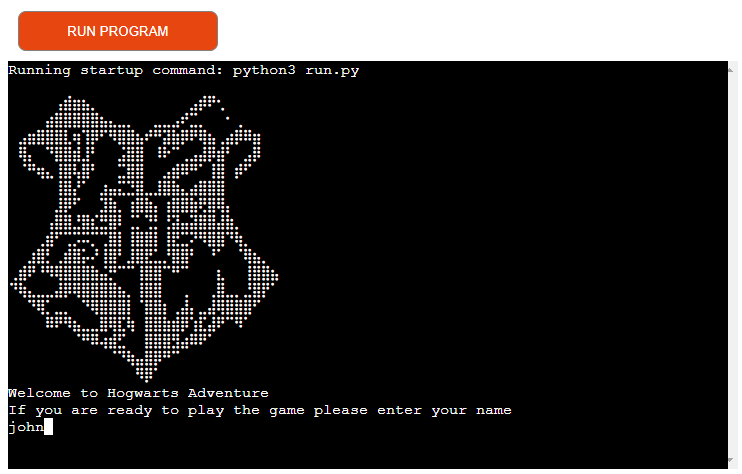 RUN PROGRAM
Running startup command: python3 run.py
Welcome to Hogwarts Adventure
If you are ready to play the game please enter your name
john